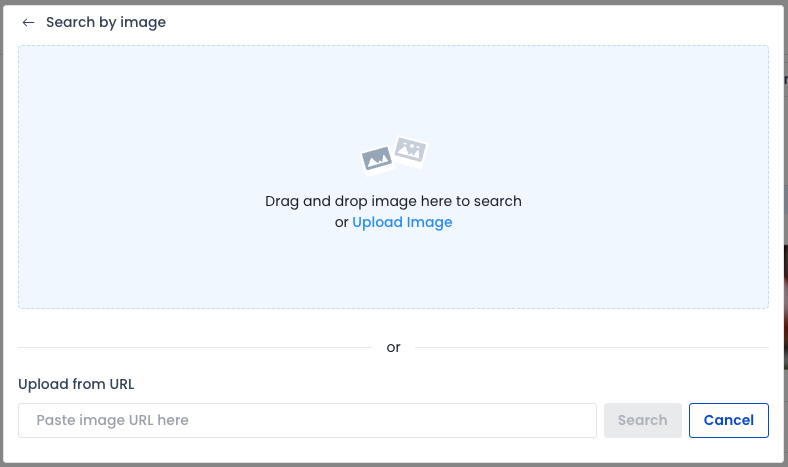 Search by image
Drag and drop image here to search
or Upload Image
or
Upload from URL
Paste image URL here
Search
Cancel